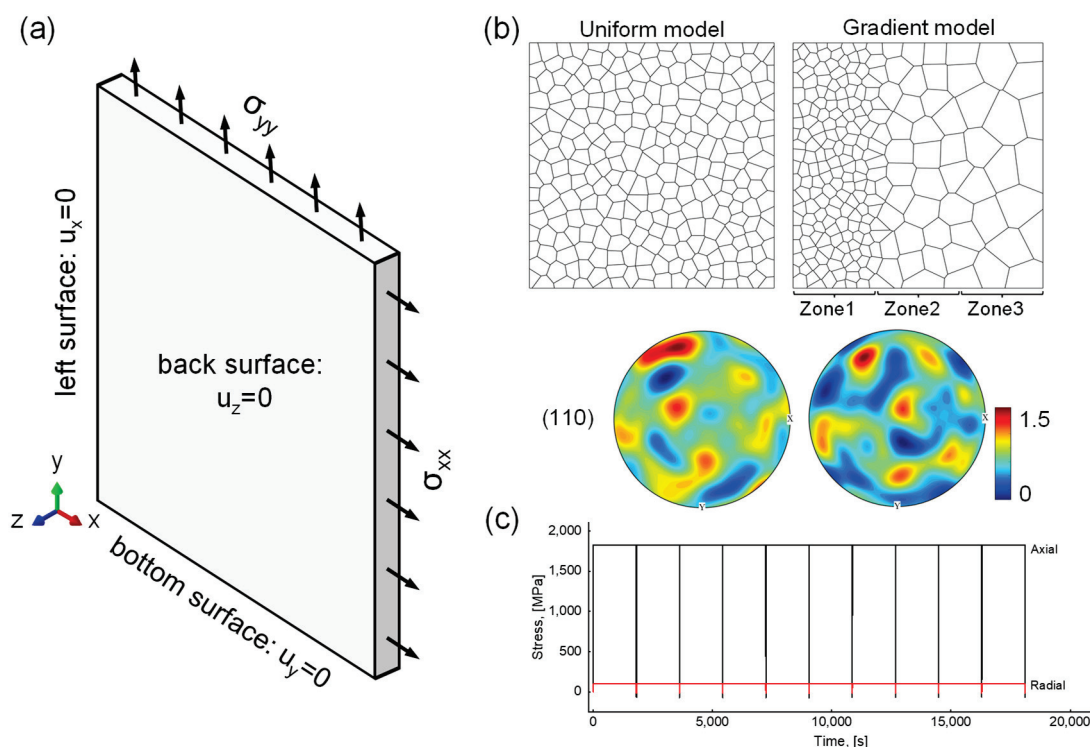 (a)
σyy
left surface: ux=0
back surface:
uz=0
σxx
y
z
x
bottom surface: uy=0
(b)
Uniform model
Gradient model
Zone1
Zone2
Zone3
(110)
X
Y
X
Y
1.5
0
(c)
2,000
1,500
1,000
500
0
Stress, [MPa]
Axial
Radial
0
5,000
10,000
15,000
20,000
Time, [s]